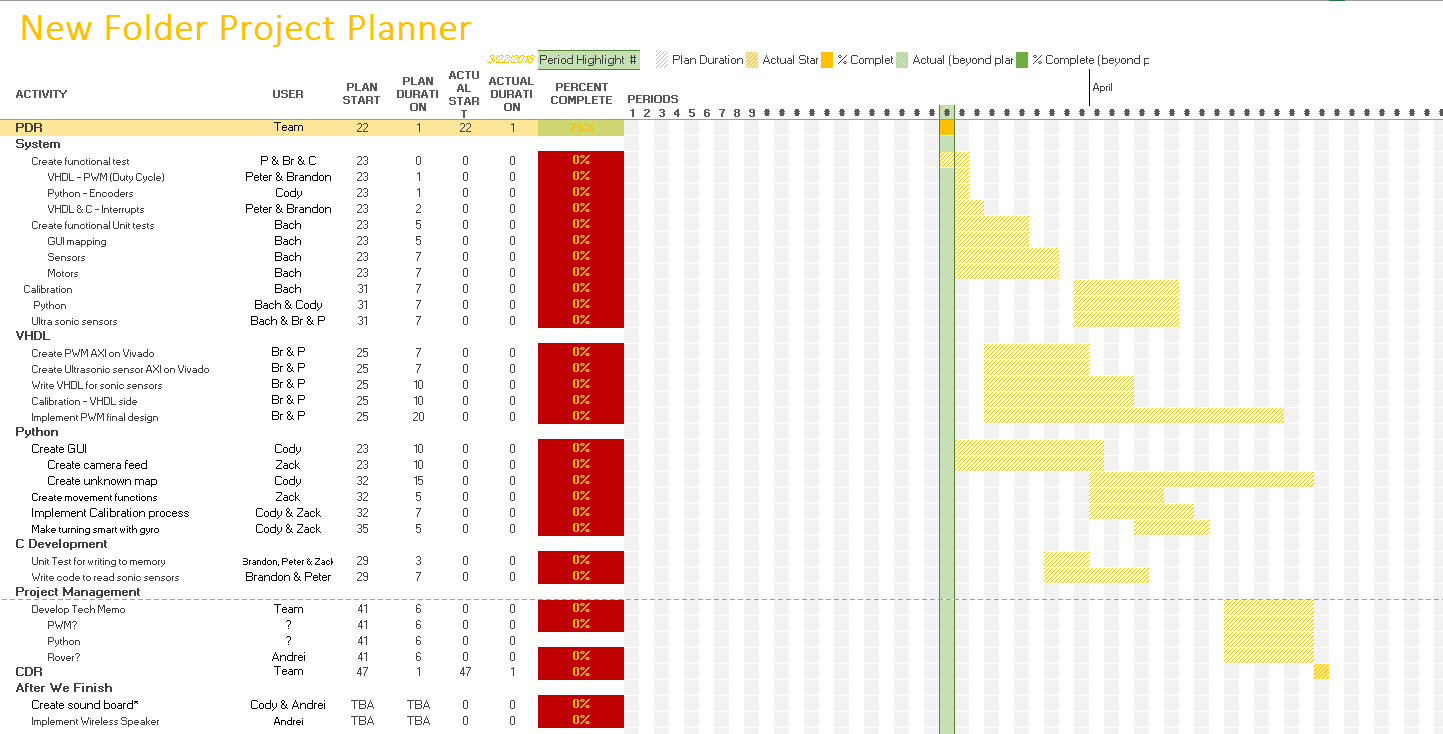 New Folder Project Planner
3/22/2018 Period Highlight # Plan Duration Actual Star % Complet Actual (beyond plar % Complete (beyond p
ACTIVITY USER PLAN START PLAN DURATION ACTUAL START ACTUAL DURATION PERCENT COMPLETE PERIODS April
1 2 3 4 5 6 7 8 9
PDR Team 22 1 22 1 75%
System
Create functional test P & Br & C 23 0 0 0 0%
VHDL - PWM (Duty Cycle) Peter & Brandon 23 1 0 0 0%
Python - Encoders Cody 23 1 0 0 0%
VHDL & C - Interrupts Peter & Brandon 23 2 0 0 0%
Create functional Unit tests Bach 23 5 0 0 0%
GUI mapping Bach 23 5 0 0 0%
Sensors Bach 23 7 0 0 0%
Motors Bach 23 7 0 0 0%
Calibration Bach 31 7 0 0 0%
Python Bach & Cody 31 7 0 0 0%
Ultra sonic sensors Bach & Br & P 31 7 0 0 0%
VHDL
Create PWM AXI on Vivado Br & P 25 7 0 0 0%
Create Ultrasonic sensor AXI on Vivado Br & P 25 7 0 0 0%
Write VHDL for sonic sensors Br & P 25 10 0 0 0%
Calibration - VHDL side Br & P 25 10 0 0 0%
Implement PWM final design Br & P 25 20 0 0 0%
Python
Create GUI Cody 23 10 0 0 0%
Create camera feed Zack 23 10 0 0 0%
Create unknown map Cody 32 15 0 0 0%
Create movement functions Zack 32 5 0 0 0%
Implement Calibration process Cody & Zack 32 7 0 0 0%
Make turning smart with gyro Cody & Zack 35 5 0 0 0%
C Development
Unit Test for writing to memory Brandon, Peter & Zack 29 3 0 0 0%
Write code to read sonic sensors Brandon & Peter 29 7 0 0 0%
Project Management
Develop Tech Memo Team 41 6 0 0 0%
PWM? ? 41 6 0 0 0%
Python ? 41 6 0 0
Rover? Andrei 41 6 0 0 0%
CDR Team 47 1 47 1 0%
After We Finish
Create sound board* Cody & Andrei TBA TBA 0 0 0%
Implement Wireless Speaker Andrei TBA TBA 0 0 0%